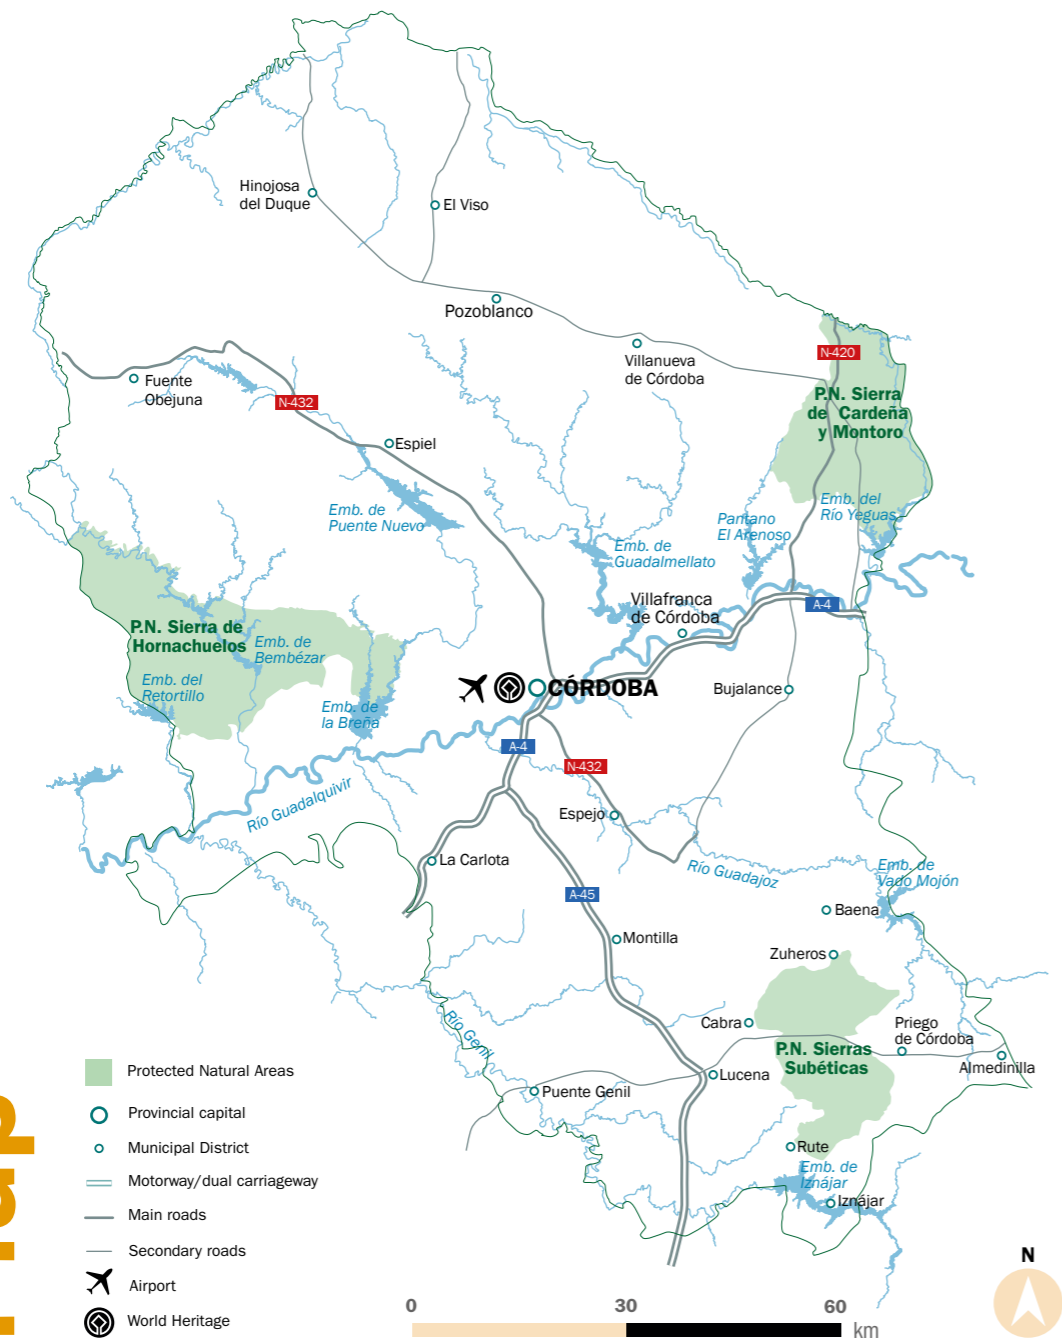 Hinojosa
del Duque
El Viso
Pozoblanco
Villanueva
de Córdoba
N-420
P.N. Sierra
de Cardeña
y Montoro
Fuente
Obejuna
N-432
Espiel
Emb. de
Puente Nuevo
Emb. del
Río Yeguas
Pantano
El Arenoso
Emb. de
Guadalmellato
Villafranca
de Córdoba
A-4
P.N. Sierra de
Hornachuelos
Emb. de
Bembézar
Emb. del
Retortillo
Emb. de
la Breña
CÓRDOBA
Bujalance
A-4
N-432
Río Guadalquivir
Espejo
La Carlota
Río Guadajoz
Emb. de
Vado Mojón
A-45
Baena
Montilla
Zuheros
Cabra
Priego
de Córdoba
Río Genil
P.N. Sierras
Subéticas
Almedinilla
Lucena
Puente Genil
Rute
Emb. de
Iznájar
Iznájar
Protected Natural Areas
Provincial capital
Municipal District
Motorway/dual carriageway
Main roads
Secondary roads
Airport
World Heritage
0 30 60
km
N